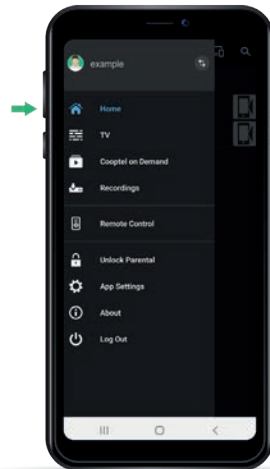 example
Home
TV
Cooptel on Demand
Recordings
Remote Control
Unlock Parental
App Settings
About
Log Out